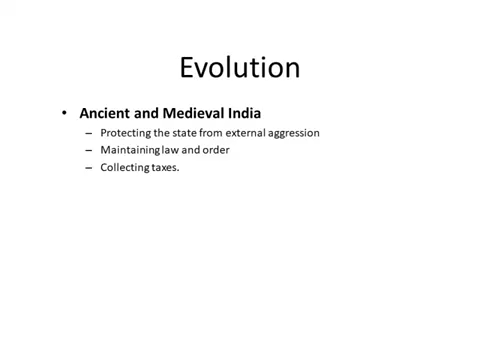 Evolution
• Ancient and Medieval India
– Protecting the state from external aggression
– Maintaining law and order
– Collecting taxes.